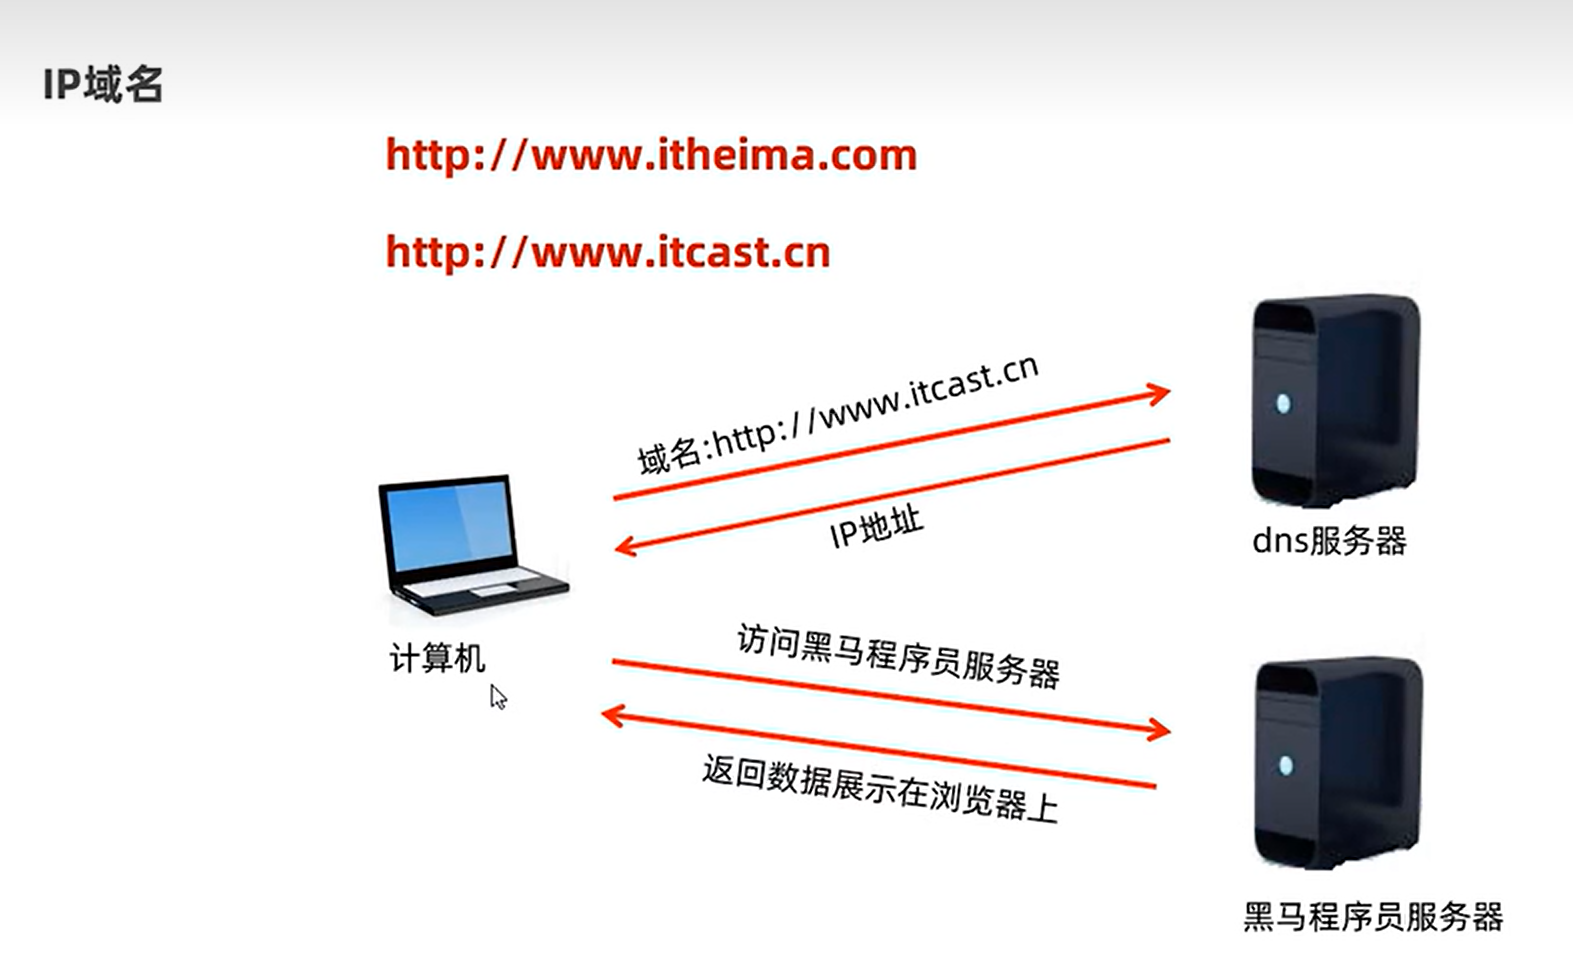 IP域名
http://www.itheima.com
http://www.itcast.cn
域名:http://www.itcast.cn
IP地址
dns服务器
计算机
访问黑马程序员服务器
返回数据展示在浏览器上
黑马程序员服务器